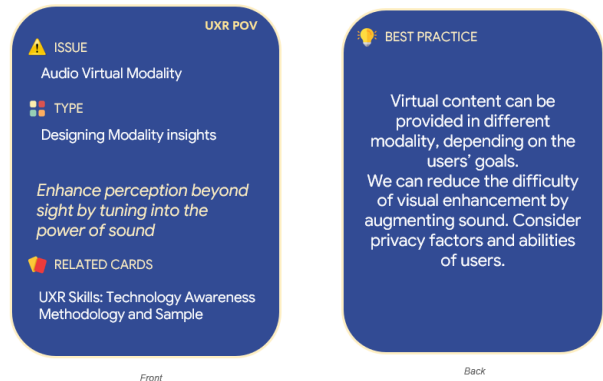 UXR POV
ISSUE
Audio Virtual Modality
TYPE
Designing Modality insights
Enhance perception beyond
sight by tuning into the
power of sound
RELATED CARDS
UXR Skills: Technology Awareness
Methodology and Sample
Front
BEST PRACTICE
Virtual content can be
provided in different
modality, depending on the
users’ goals.
We can reduce the difficulty
of visual enhancement by
augmenting sound. Consider
privacy factors and abilities
of users.
Back